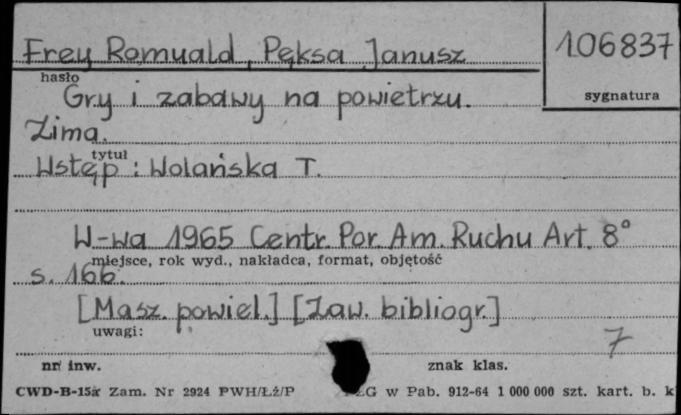 Frey Romuald, Pęksa Janusz
106837
hasło
sygnatura
Gry i zabawy na powietrzu.
Zima.
tytuł
Wstęp: Wolańska T.
W-wa 1965 Centr. Por. Am. Ruchu Art. 8°
miejsce, rok wyd., nakładca, format, objętość
s. 166.
[Masz. powiel.] [Zaw. bibliogr.]
uwagi:
7
nr inw.
znak klas.
CWD-B-15a Zam. Nr 2924 PWH/Łź/P
G w Pab. 912-64 1 000 000 szt. kart. b. k